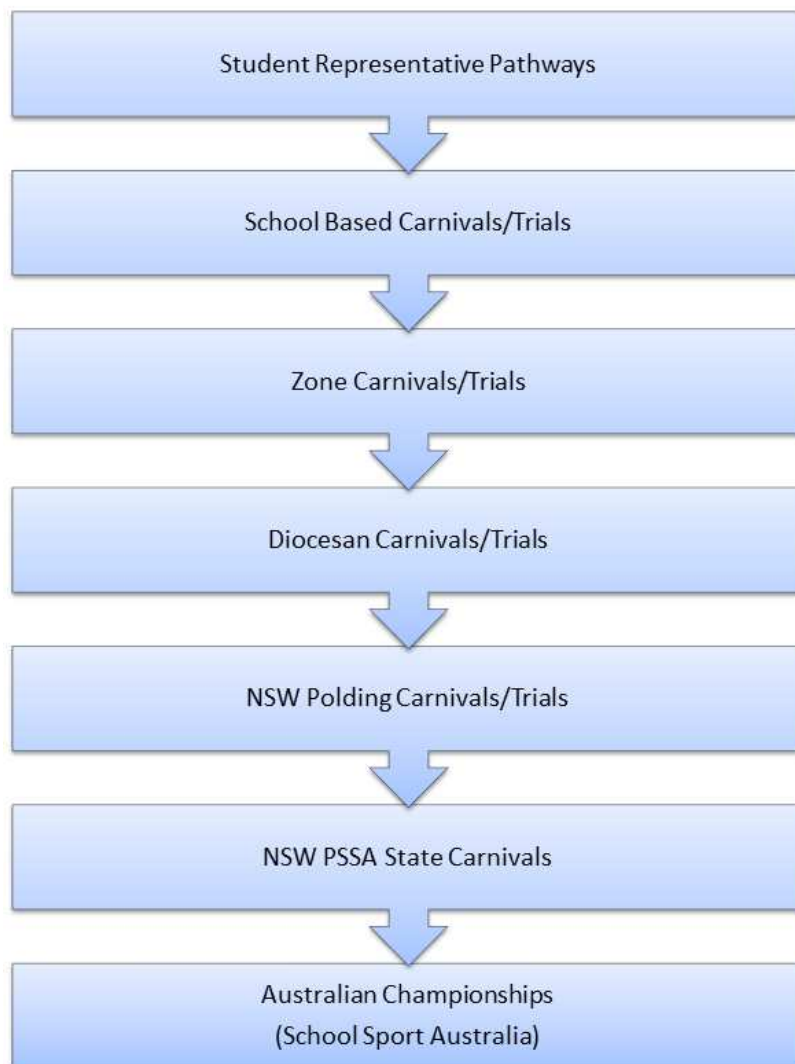 Student Representative Pathways
School Based Carnivals/Trials
Zone Carnivals/Trials
Diocesan Carnivals/Trials
NSW Polding Carnivals/Trials
NSW PSSA State Carnivals
Australian Championships
(School Sport Australia)